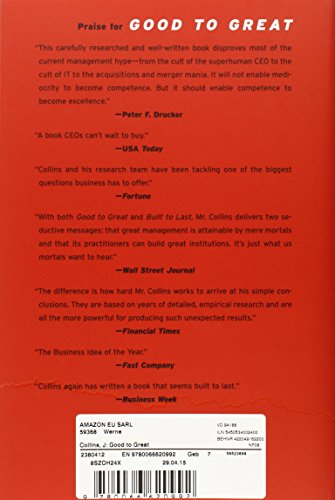 Praise for GOOD TO GREAT
"This carefully researched and well-written book disproves most of the
current management hype—from the cult of the superhuman CEO to the
cult of IT to the acquisitions and merger mania. It will not enable medi-
ocrity to become competence. But it should enable competence to
become excellence."
—Peter F. Drucker
"A book CEOs can't wait to buy."
—USA Today
"Collins and his research team have been tackling one of the biggest
questions business has to offer."
—Fortune
"With both Good to Great and Built to Last, Mr. Collins delivers two se-
ductive messages: that great management is attainable by mere mortals
and that its practitioners can build great institutions. It's just what us
mortals want to hear."
—Wall Street Journal
"The difference is how hard Mr. Collins works to arrive at his simple con-
clusions. They are based on years of detailed, empirical research and are
all the more powerful for producing such unexpected results."
—Financial Times
"The Business Idea of the Year."
—Fast Company
"Collins again has written a book that seems built to last."
—Business Week
AMAZON EU SARL
59368 Werne
KF36
Collins, J: Good to Great
2380412 EN 9780066620992 Geb 7
8SZOH24X 29.04.15